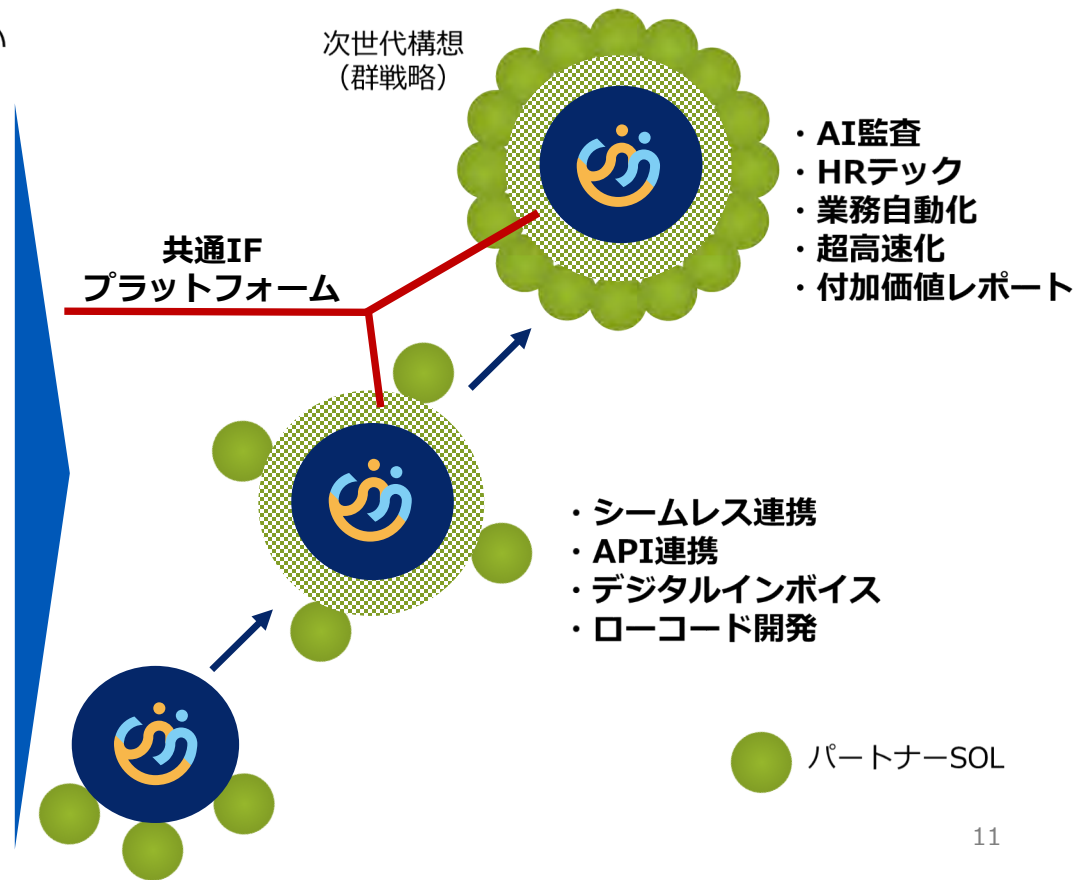 い
次世代構想
（群戦略）
・AI監査
・HRテック
・業務自動化
・超高速化
・付加価値レポート
共通IF
プラットフォーム
・シームレス連携
・API連携
・デジタルインボイス
・ローコード開発
パートナーSOL
11